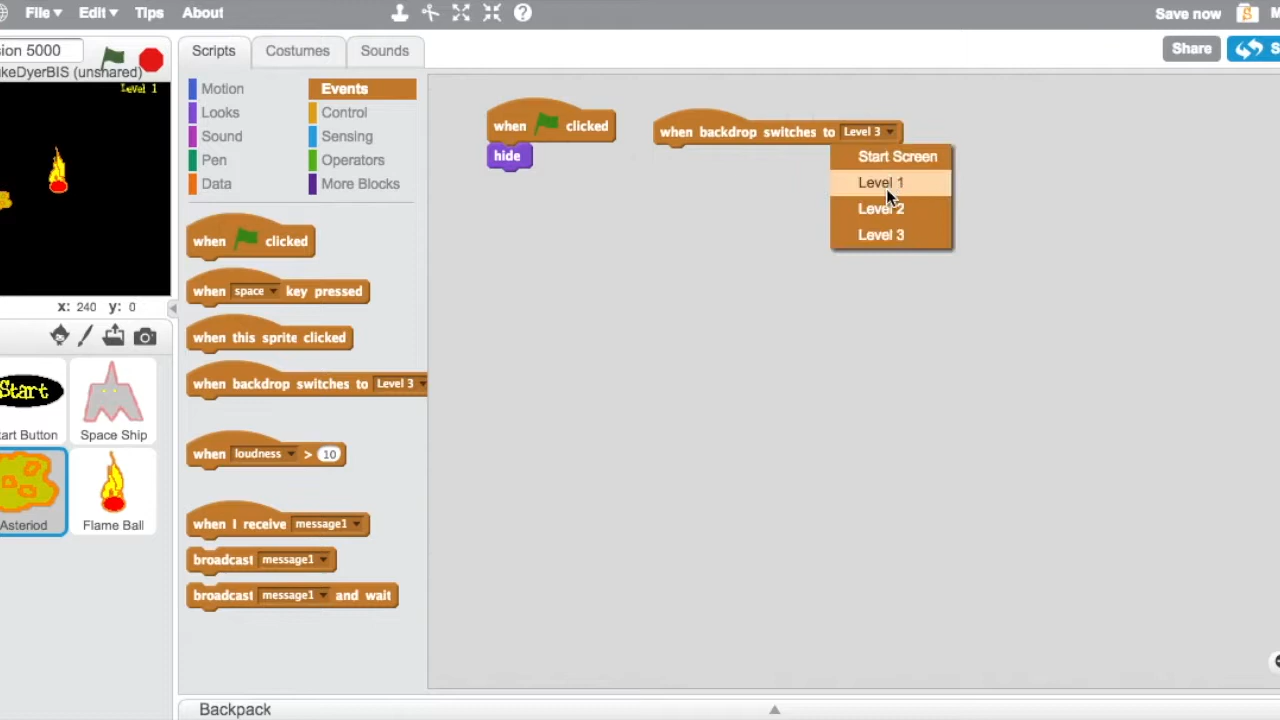 File Edit Tips About
Save now
sion 5000
keDyerBIS (unshared)
Level 1
x: 240 y: 0
Start
tart Button
Space Ship
Asteriod
Flame Ball
Scripts Costumes Sounds
Share
Motion Events
Looks Control
Sound Sensing
Pen Operators
Data More Blocks
when clicked
when space key pressed
when this sprite clicked
when backdrop switches to Level 3
when loudness > 10
when I receive message1
broadcast message1
broadcast message1 and wait
when clicked
hide
when backdrop switches to Level 3
Start Screen
Level 1
Level 2
Level 3
Backpack